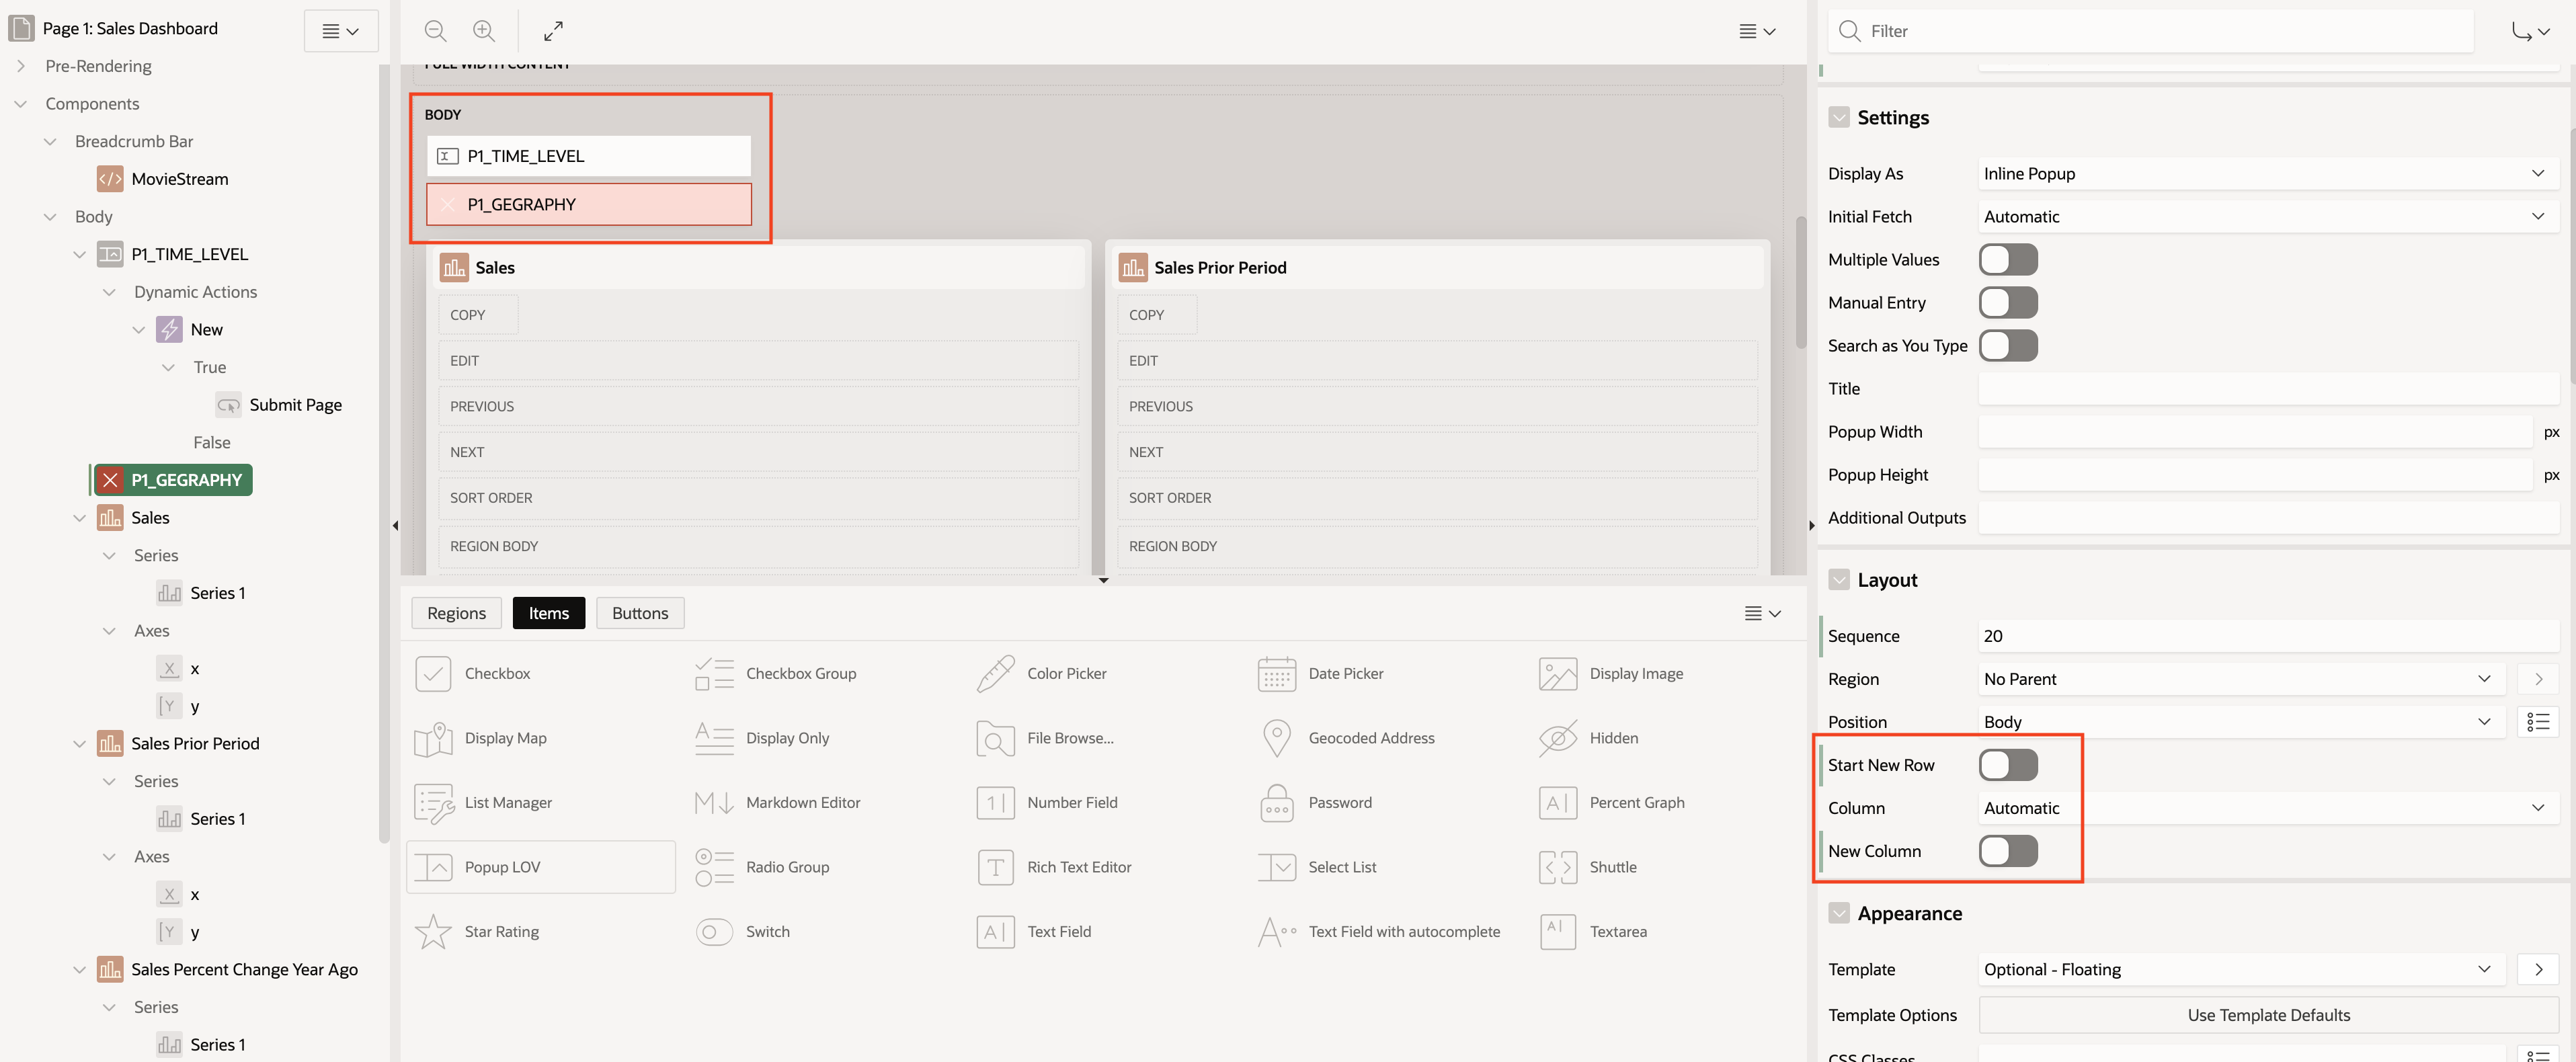 Page 1: Sales Dashboard
Pre-Rendering
Components
Breadcrumb Bar
MovieStream
Body
P1_TIME_LEVEL
Dynamic Actions
New
True
Submit Page
False
P1_GEGRAPHY
Sales
Series
Series 1
Axes
x
y
Sales Prior Period
Series
Series 1
Axes
x
y
Sales Percent Change Year Ago
Series
Series 1
FULL WIDTH CONTENT
BODY
P1_TIME_LEVEL
P1_GEGRAPHY
Sales
COPY
EDIT
PREVIOUS
NEXT
SORT ORDER
REGION BODY
Sales Prior Period
COPY
EDIT
PREVIOUS
NEXT
SORT ORDER
REGION BODY
Regions Items Buttons
Checkbox Checkbox Group Color Picker Date Picker Display Image
Display Map Display Only File Browse... Geocoded Address Hidden
List Manager Markdown Editor Number Field Password Percent Graph
Popup LOV Radio Group Rich Text Editor Select List Shuttle
Star Rating Switch Text Field Text Field with autocomplete Textarea
Filter
Settings
Display As Inline Popup
Initial Fetch Automatic
Multiple Values
Manual Entry
Search as You Type
Title
Popup Width px
Popup Height px
Additional Outputs
Layout
Sequence 20
Region No Parent
Position Body
Start New Row
Column Automatic
New Column
Appearance
Template Optional - Floating
Template Options Use Template Defaults
CSS Classes